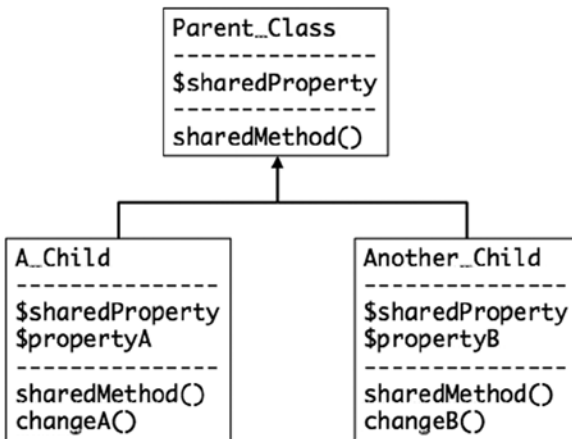 Parent_Class
---------------
$sharedProperty
---------------
sharedMethod()
A_Child
---------------
$sharedProperty
$propertyA
---------------
sharedMethod()
changeA()
Another_Child
---------------
$sharedProperty
$propertyB
---------------
sharedMethod()
changeB()